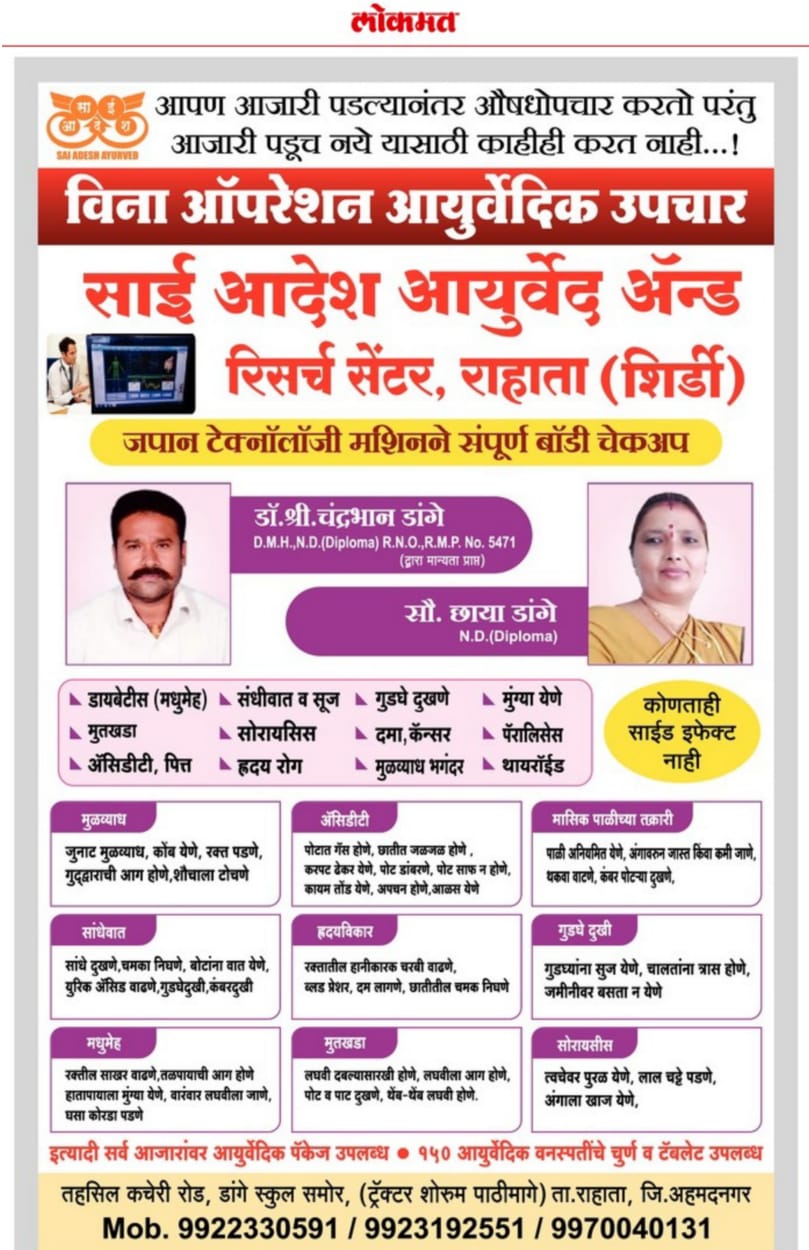 लोकमत
साई
आदेश
SAI ADESH AYURVED
आपण आजारी पडल्यानंतर औषधोपचार करतो परंतु
आजारी पडूच नये यासाठी काहीही करत नाही...!
विना ऑपरेशन आयुर्वेदिक उपचार
साई आदेश आयुर्वेद ॲन्ड
रिसर्च सेंटर, राहाता (शिर्डी)
जपान टेक्नॉलॉजी मशिनने संपूर्ण बॉडी चेकअप
डॉ.श्री.चंद्रभान डांगे
D.M.H.,N.D.(Diploma) R.N.O.,R.M.P. No. 5471
(द्वारा मान्यता प्राप्त)
सौ. छाया डांगे
N.D.(Diploma)
डायबेटीस (मधुमेह) संधीवात व सूज गुडघे दुखणे मुंग्या येणे
मुतखडा सोरायसिस दमा,कॅन्सर पॅरालिसेस
ॲसिडीटी, पित्त ह्रदय रोग मुळव्याध भगंदर थायरॉईड
कोणताही
साईड इफेक्ट
नाही
मुळव्याध
जुनाट मुळव्याध, कोंब येणे, रक्त पडणे,
गुद्द्वाराची आग होणे,शौचाला टोचणे
ॲसिडीटी
पोटात गॅस होणे, छातीत जळजळ होणे ,
करपट ढेकर येणे, पोट डांबरणे, पोट साफ न होणे,
कायम तोंड येणे, अपचन होणे,आळस येणे
मासिक पाळीच्या तक्रारी
पाळी अनियमित येणे, अंगावरुन जास्त किंवा कमी जाणे,
थकवा वाटणे, कंबर पोटऱ्या दुखणे,
सांधेवात
सांधे दुखणे,चमका निघणे, बोटांना वात येणे,
युरिक ॲसिड वाढणे,गुडघेदुखी,कंबरदुखी
ह्रदयविकार
रक्तातील हानीकारक चरबी वाढणे,
ब्लड प्रेशर, दम लागणे, छातीतील चमक निघणे
गुडघे दुखी
गुडघ्यांना सुज येणे, चालतांना त्रास होणे,
जमीनीवर बसता न येणे
मधुमेह
रक्तील साखर वाढणे,तळपायाची आग होणे
हातापायाला मुंग्या येणे, वारंवार लघवीला जाणे,
घसा कोरडा पडणे
मुतखडा
लघवी दबल्यासारखी होणे, लघवीला आग होणे,
पोट व पाट दुखणे, थेंब-थेंब लघवी होणे.
सोरायसीस
त्वचेवर पुरळ येणे, लाल चट्टे पडणे,
अंगाला खाज येणे,
इत्यादी सर्व आजारांवर आयुर्वेदिक पॅकेज उपलब्ध ● १५० आयुर्वेदिक वनस्पतींचे चुर्ण व टॅबलेट उपलब्ध
तहसिल कचेरी रोड, डांगे स्कुल समोर, (ट्रॅक्टर शोरुम पाठीमागे) ता.राहाता, जि.अहमदनगर
Mob. 9922330591 / 9923192551 / 9970040131